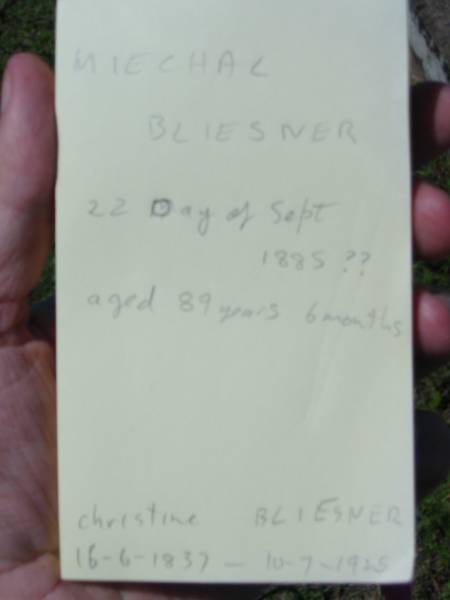 MIECHAL
BLIESNER
22 Day of Sept
1885 ??
aged 89 years 6 months
christine BLIESNER
16-6-1837 - 10-7-1925